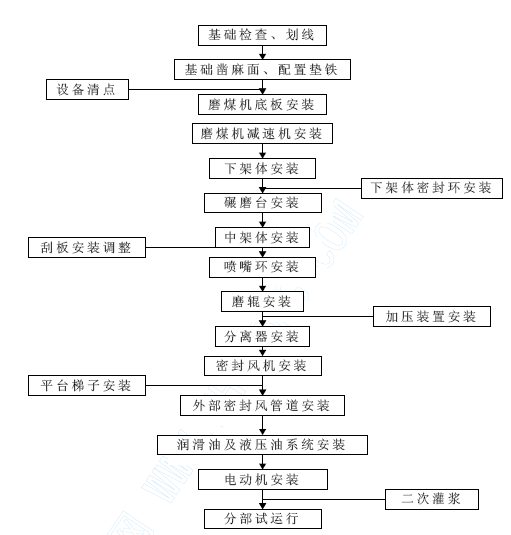 基础检查、划线
基础凿麻面、配置垫铁
设备清点
磨煤机底板安装
磨煤机减速机安装
下架体安装
下架体密封环安装
碾磨台安装
中架体安装
刮板安装调整
喷嘴环安装
磨辊安装
加压装置安装
分离器安装
密封风机安装
平台梯子安装
外部密封风管道安装
润滑油及液压油系统安装
电动机安装
二次灌浆
分部试运行